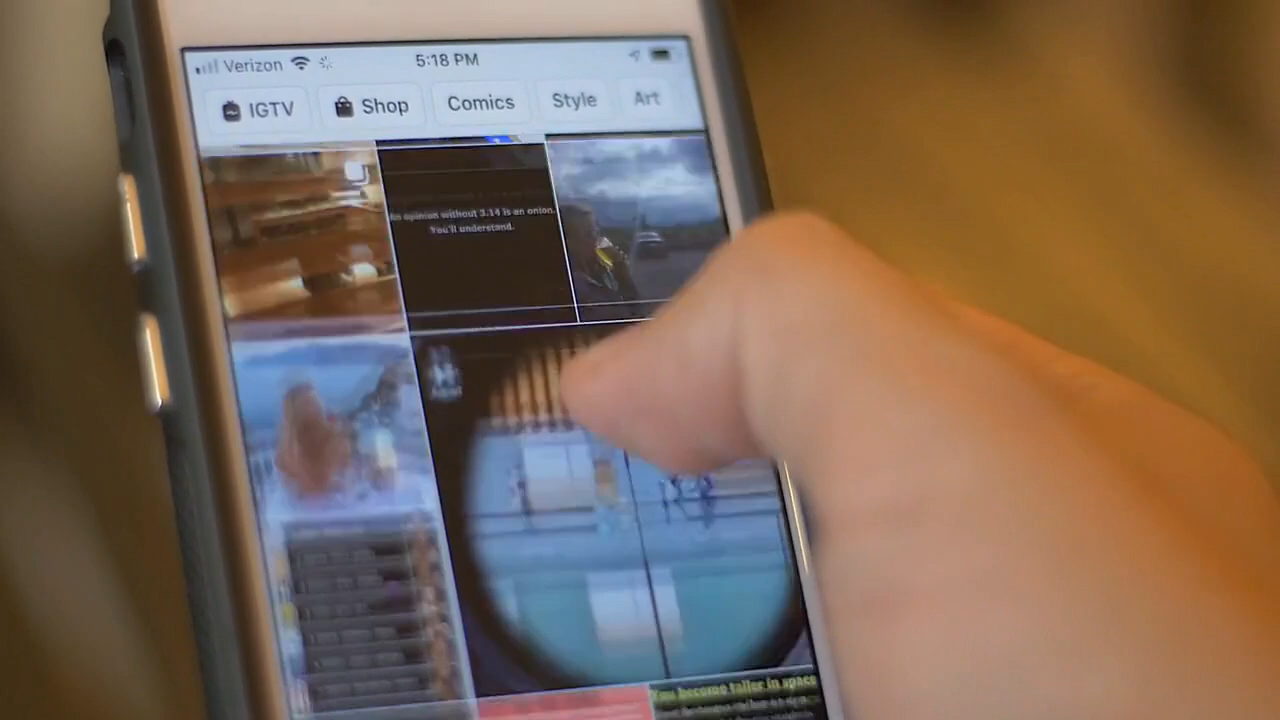 Verizon 5:18 PM
IGTV Shop Comics Style Art
An opinion without 3.14 is an onion.
You'll understand.
You become taller in space